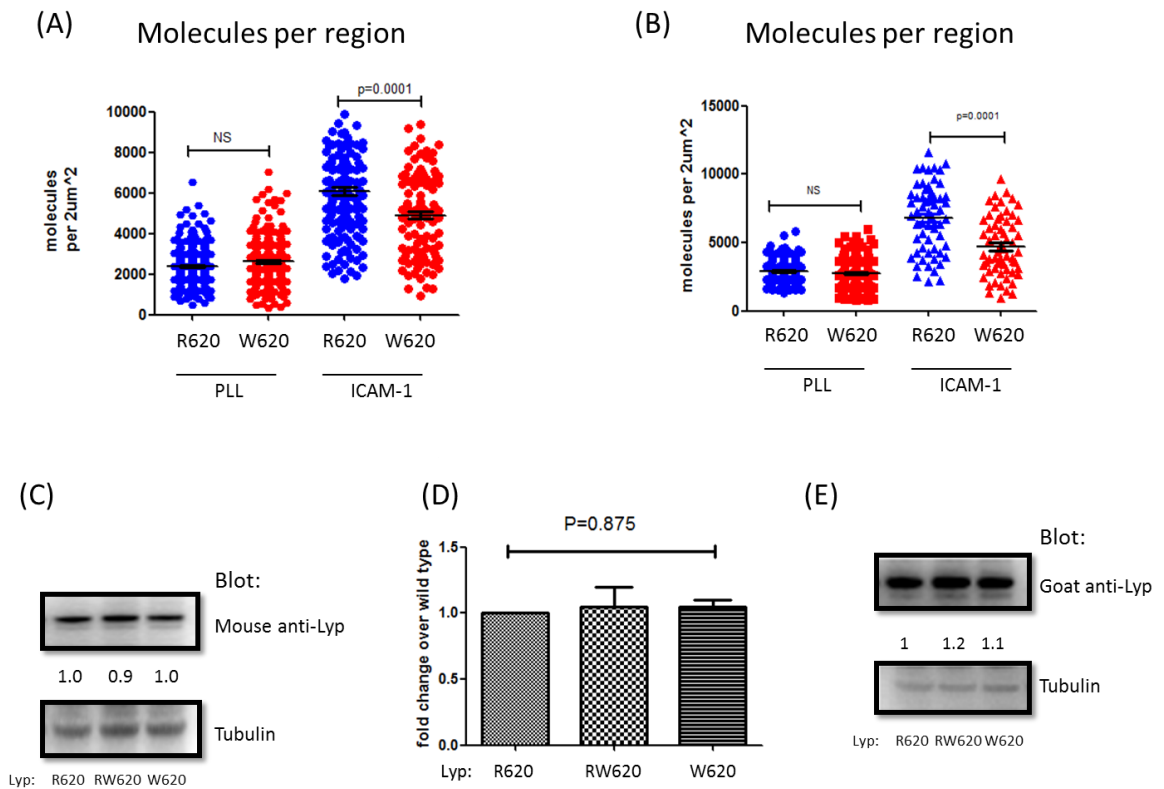 (A) Molecules per region
p=0.0001
NS
10000
8000
6000
4000
2000
0
molecules
per 2um^2
R620 W620 R620 W620
PLL ICAM-1
(B) Molecules per region
15000
p=0.0001
10000
NS
5000
0
molecules per 2um^2
R620 W620 R620 W620
PLL ICAM-1
(C)
Blot:
Mouse anti-Lyp
1.0 0.9 1.0
Tubulin
Lyp: R620 RW620 W620
(D)
P=0.875
1.5
1.0
0.5
0.0
fold change over wild type
Lyp: R620 RW620 W620
(E)
Blot:
Goat anti-Lyp
1 1.2 1.1
Tubulin
Lyp: R620 RW620 W620